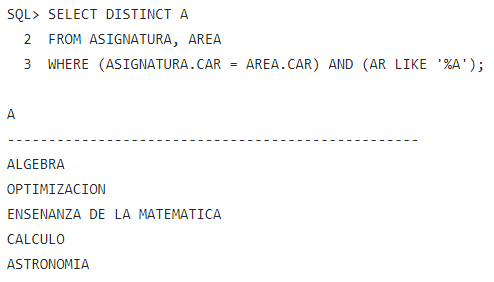 SQL> SELECT DISTINCT A
2 FROM ASIGNATURA, AREA
3 WHERE (ASIGNATURA.CAR = AREA.CAR) AND (AR LIKE '%A');
A
--------------------------------------------------
ALGEBRA
OPTIMIZACION
ENSENANZA DE LA MATEMATICA
CALCULO
ASTRONOMIA